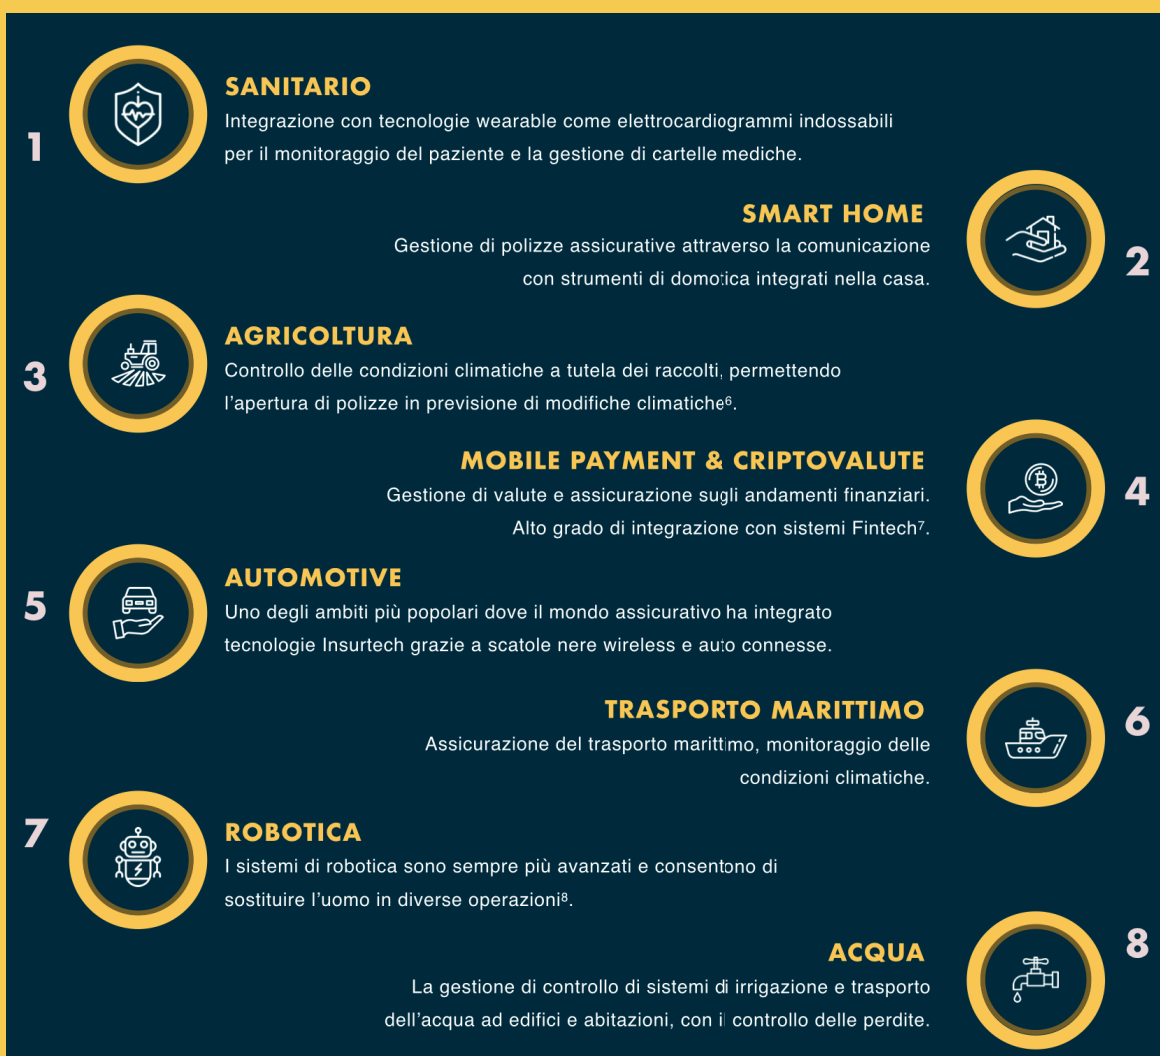 1
SANITARIO
Integrazione con tecnologie wearable come elettrocardiogrammi indossabili
per il monitoraggio del paziente e la gestione di cartelle mediche.
SMART HOME
Gestione di polizze assicurative attraverso la comunicazione
con strumenti di domotica integrati nella casa.
2
3
AGRICOLTURA
Controllo delle condizioni climatiche a tutela dei raccolti, permettendo
l'apertura di polizze in previsione di modifiche climatiche⁶.
MOBILE PAYMENT & CRIPTOVALUTE
Gestione di valute e assicurazione sugli andamenti finanziari.
Alto grado di integrazione con sistemi Fintech⁷.
4
5
AUTOMOTIVE
Uno degli ambiti più popolari dove il mondo assicurativo ha integrato
tecnologie Insurtech grazie a scatole nere wireless e auto connesse.
TRASPORTO MARITTIMO
Assicurazione del trasporto marittimo, monitoraggio delle
condizioni climatiche.
6
7
ROBOTICA
I sistemi di robotica sono sempre più avanzati e consentono di
sostituire l'uomo in diverse operazioni⁸.
ACQUA
La gestione di controllo di sistemi di irrigazione e trasporto
dell'acqua ad edifici e abitazioni, con il controllo delle perdite.
8